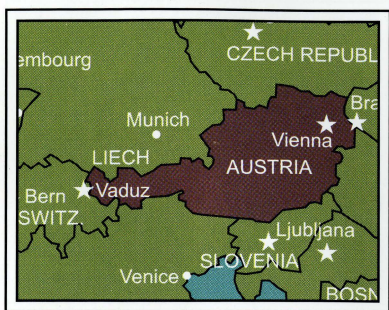 CZECH REPUBL
embourg
Bra
Munich
Vienna
LIECH
AUSTRIA
Bern
Vaduz
SWITZ.
Ljubljana
SLOVENIA
Venice
BOSN